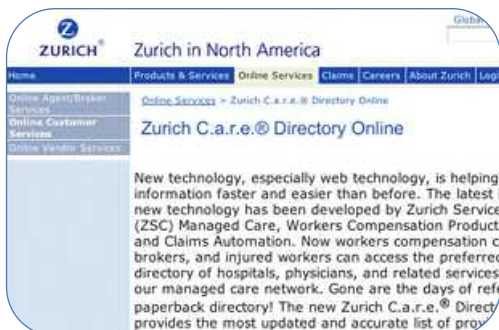 Global
ZURICH®
Zurich in North America
Home
Products & Services
Online Services
Claims
Careers
About Zurich
Log
Online Agent/Broker
Services
Online Customer
Services
Online Vendor Services
Online Services > Zurich C.a.r.e.® Directory Online
Zurich C.a.r.e.® Directory Online
New technology, especially web technology, is helping
information faster and easier than before. The latest
new technology has been developed by Zurich Service
(ZSC) Managed Care, Workers Compensation Product
and Claims Automation. Now workers compensation c
brokers, and injured workers can access the preferred
directory of hospitals, physicians, and related services
our managed care network. Gone are the days of refe
paperback directory! The new Zurich C.a.r.e.® Direct
provides the most updated and accurate list of prov